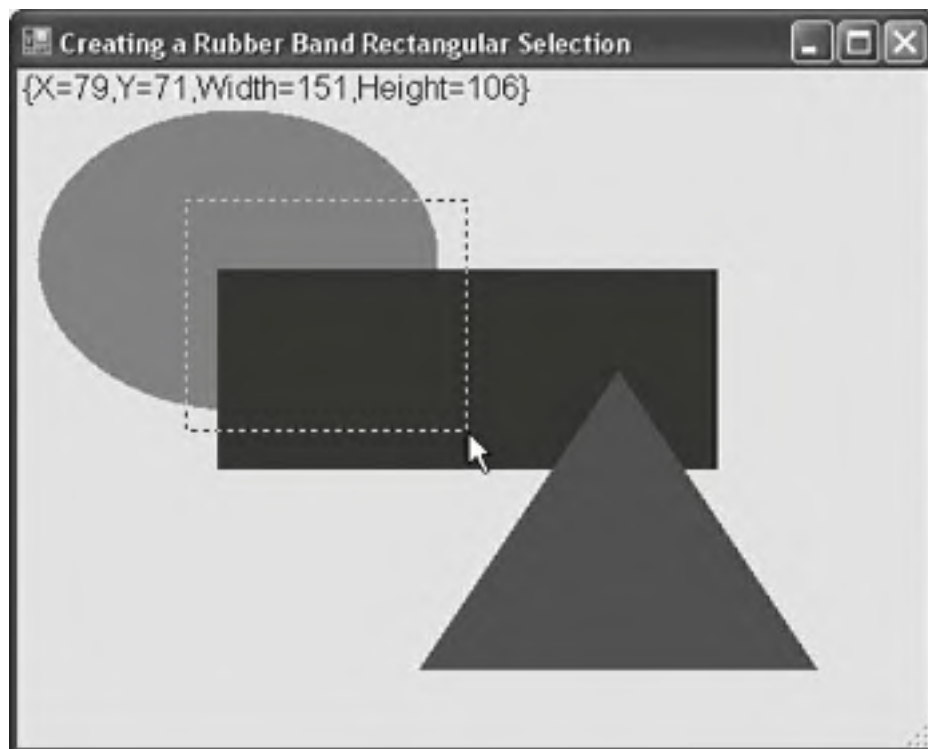 Creating a Rubber Band Rectangular Selection
{X=79,Y=71,Width=151,Height=106}